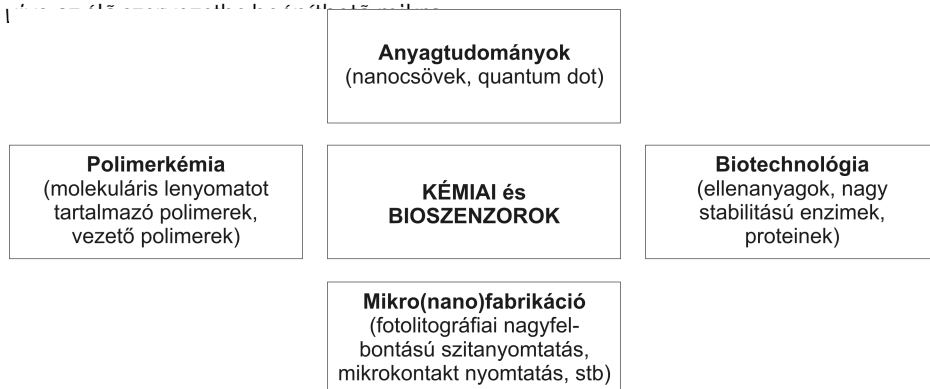 Anyagtudományok
(nanocsövek, quantum dot)
Polimerkémia
(molekuláris lenyomatot
tartalmazó polimerek,
vezető polimerek)
KÉMIAI és
BIOSZENZOROK
Biotechnológia
(ellenanyagok, nagy
stabilitású enzimek,
proteinek)
Mikro(nano)fabrikáció
(fotolitográfiai nagyfel-
bontású szitanyomtatás,
mikrokontakt nyomtatás, stb)